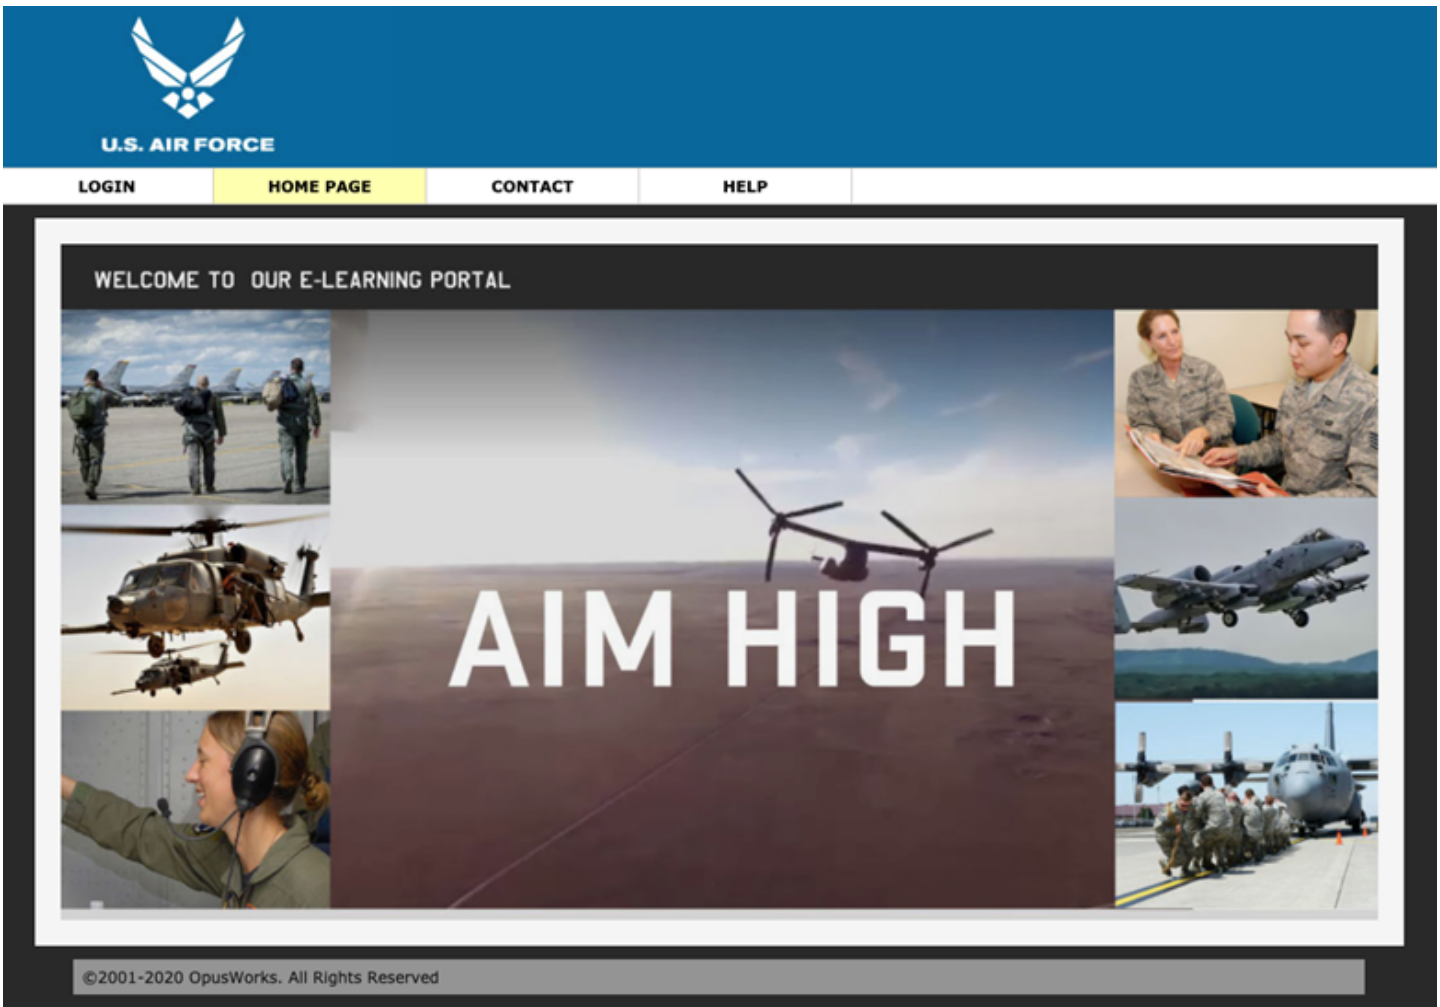 U.S. AIR FORCE
LOGIN
HOME PAGE
CONTACT
HELP
WELCOME TO OUR E-LEARNING PORTAL
AIM HIGH
©2001-2020 OpusWorks. All Rights Reserved